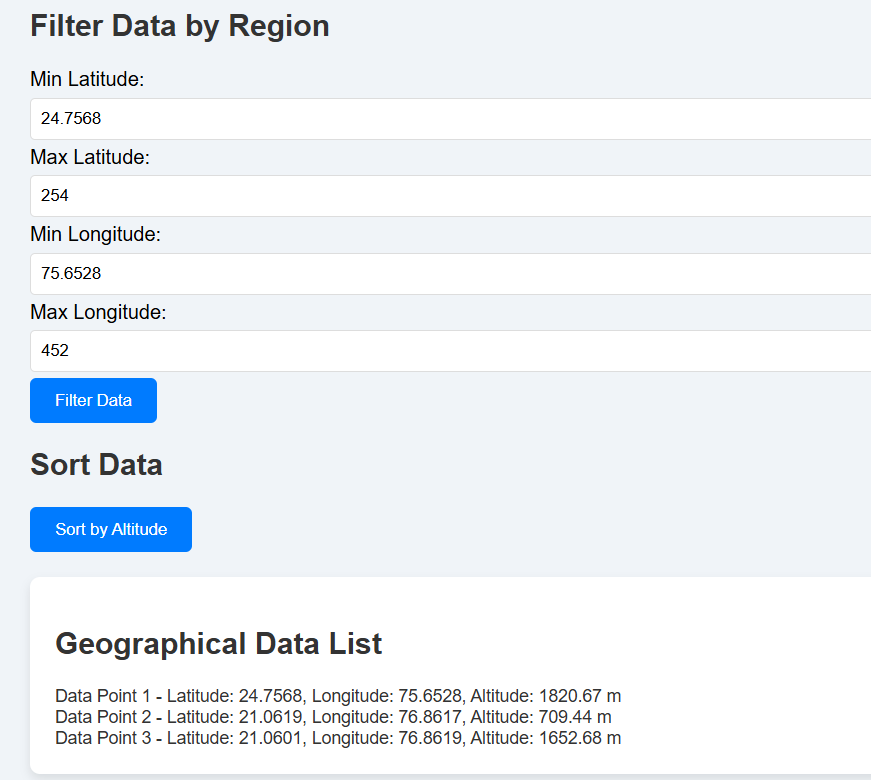 Filter Data by Region
Min Latitude:
24.7568
Max Latitude:
254
Min Longitude:
75.6528
Max Longitude:
452
Filter Data
Sort Data
Sort by Altitude
Geographical Data List
Data Point 1 - Latitude: 24.7568, Longitude: 75.6528, Altitude: 1820.67 m
Data Point 2 - Latitude: 21.0619, Longitude: 76.8617, Altitude: 709.44 m
Data Point 3 - Latitude: 21.0601, Longitude: 76.8619, Altitude: 1652.68 m